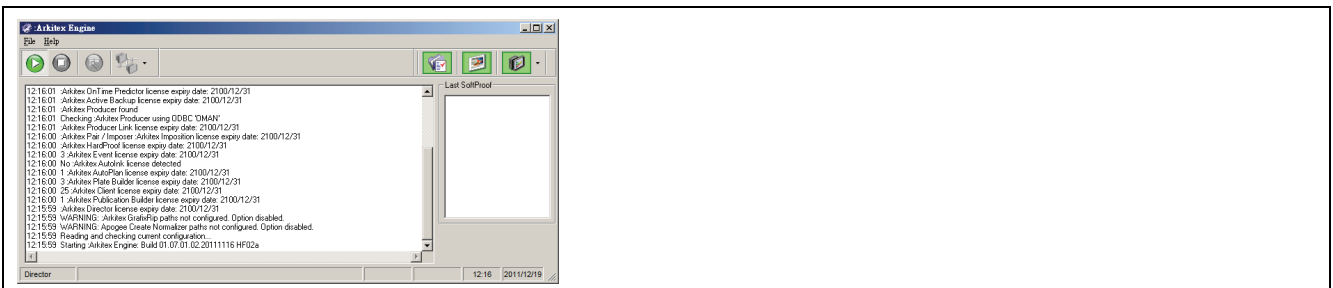 :Arkitex Engine
File Help
Last SoftProof
12:16:01 :Arkitex OnTime Predictor license expiry date: 2100/12/31
12:16:01 :Arkitex Active Backup license expiry date: 2100/12/31
12:16:01 :Arkitex Producer found
12:16:01 Checking :Arkitex Producer using ODBC 'OMAN'
12:16:01 :Arkitex Producer Link license expiry date: 2100/12/31
12:16:00 :Arkitex Pair / Imposer :Arkitex Imposition license expiry date: 2100/12/31
12:16:00 :Arkitex HardProof license expiry date: 2100/12/31
12:16:00 3 :Arkitex Event license expiry date: 2100/12/31
12:16:00 No :Arkitex AutoInk license detected
12:16:00 1 :Arkitex AutoPlan license expiry date: 2100/12/31
12:16:00 3 :Arkitex Plate Builder license expiry date: 2100/12/31
12:16:00 25 :Arkitex Client license expiry date: 2100/12/31
12:16:00 1 :Arkitex Publication Builder license expiry date: 2100/12/31
12:15:59 :Arkitex Director license expiry date: 2100/12/31
12:15:59 WARNING: :Arkitex GrafixRip paths not configured. Option disabled.
12:15:59 WARNING: Apogee Create Normalizer paths not configured. Option disabled.
12:15:59 Reading and checking current configuration...
12:15:59 Starting :Arkitex Engine: Build 01.07.01.02.20111116 HF02a
Director 12:16 2011/12/19